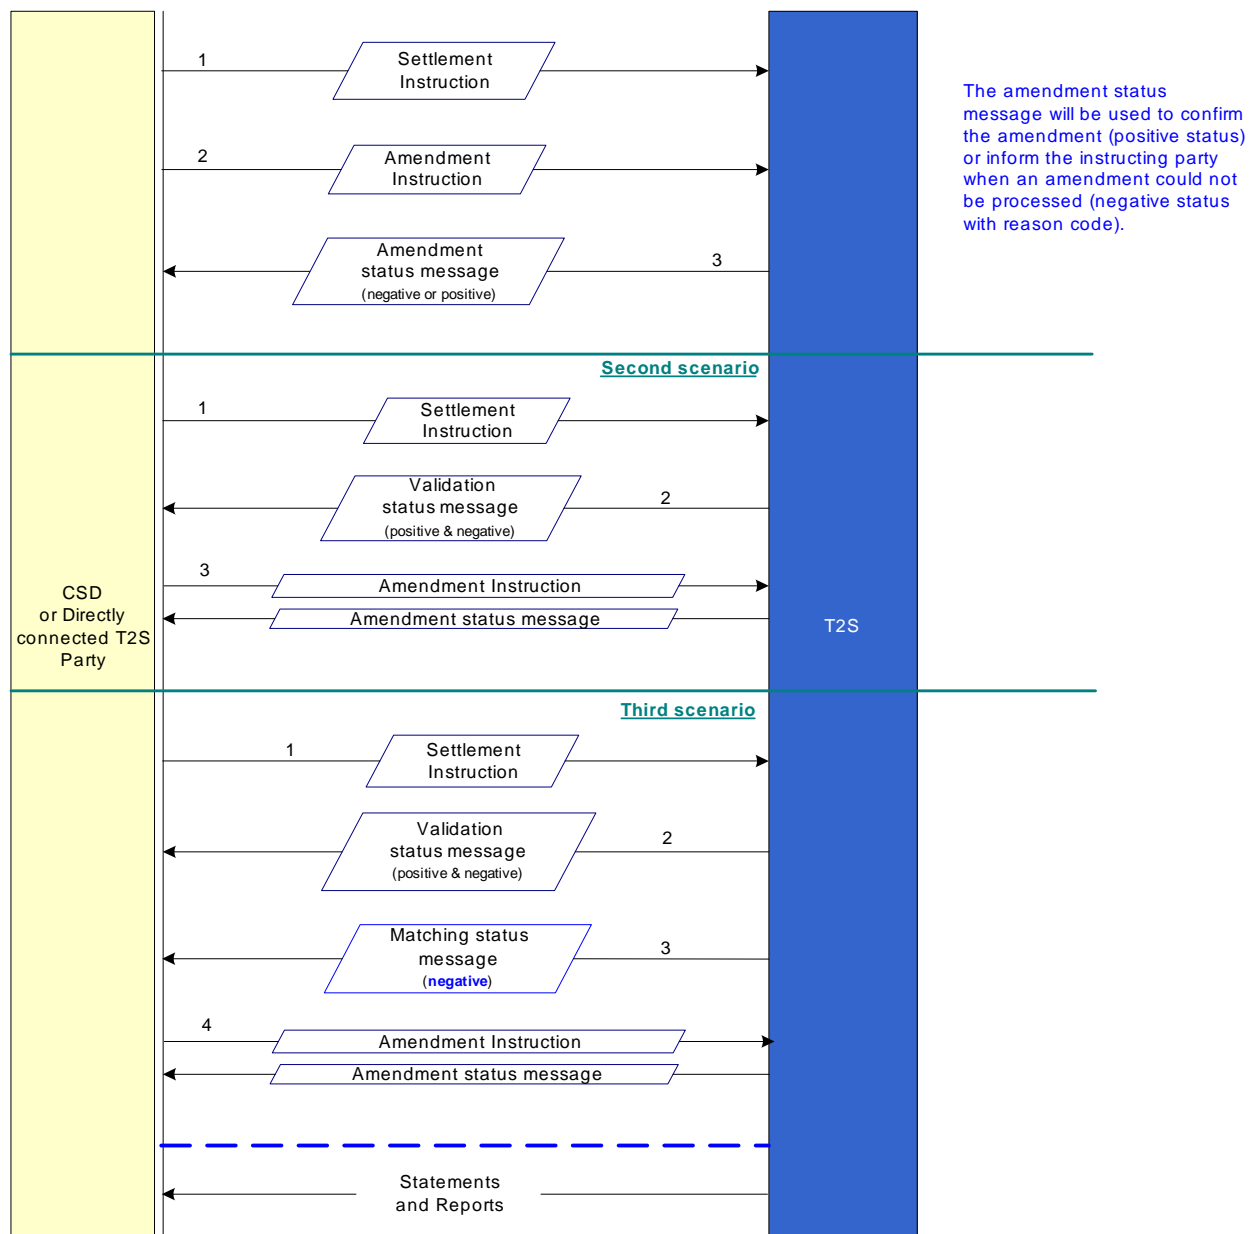 1
Settlement
Instruction
The amendment status
message will be used to confirm
the amendment (positive status)
or inform the instructing party
when an amendment could not
be processed (negative status
with reason code).
2
Amendment
Instruction
Amendment
status message
(negative or positive)
3
Second scenario
1
Settlement
Instruction
Validation
status message
(positive & negative)
2
3
Amendment Instruction
Amendment status message
CSD
or Directly
connected T2S
Party
T2S
Third scenario
1
Settlement
Instruction
Validation
status message
(positive & negative)
2
Matching status
message
(negative)
3
4
Amendment Instruction
Amendment status message
Statements
and Reports